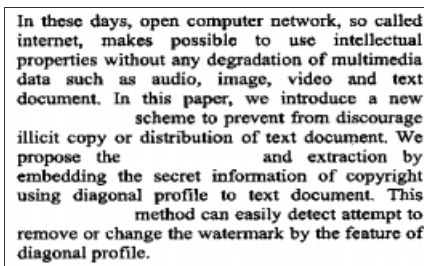 In these days, open computer network, so called
internet, makes possible to use intellectual
properties without any degradation of multimedia
data such as audio, image, video and text
document. In this paper, we introduce a new
scheme to prevent from discourage
illicit copy or distribution of text document. We
propose the and extraction by
embedding the secret information of copyright
using diagonal profile to text document. This
method can easily detect attempt to
remove or change the watermark by the feature of
diagonal profile.